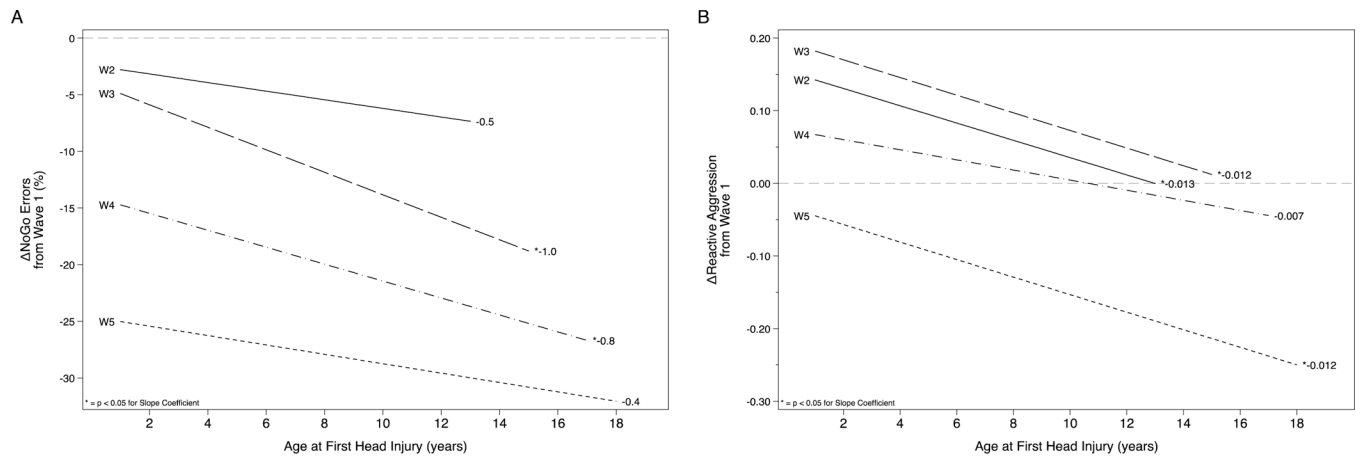 A
ΔNoGo Errors
from Wave 1 (%)
0
-5
-10
-15
-20
-25
-30
W2
W3
W4
W5
-0.5
*-1.0
*-0.8
-0.4
* = p < 0.05 for Slope Coefficient
2 4 6 8 10 12 14 16 18
Age at First Head Injury (years)
B
ΔReactive Aggression
from Wave 1
0.20
0.10
0.00
-0.10
-0.20
-0.30
W3
W2
W4
W5
*-0.012
*-0.013
-0.007
*-0.012
* = p < 0.05 for Slope Coefficient
2 4 6 8 10 12 14 16 18
Age at First Head Injury (years)